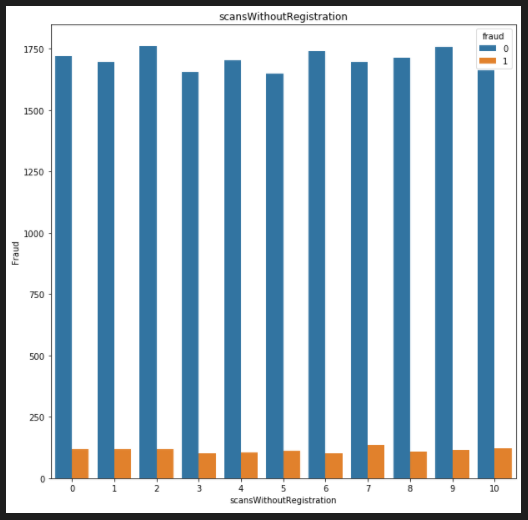 scansWithoutRegistration
fraud
0
1
1750
1500
1250
1000
750
500
250
0
Fraud
0 1 2 3 4 5 6 7 8 9 10
scansWithoutRegistration